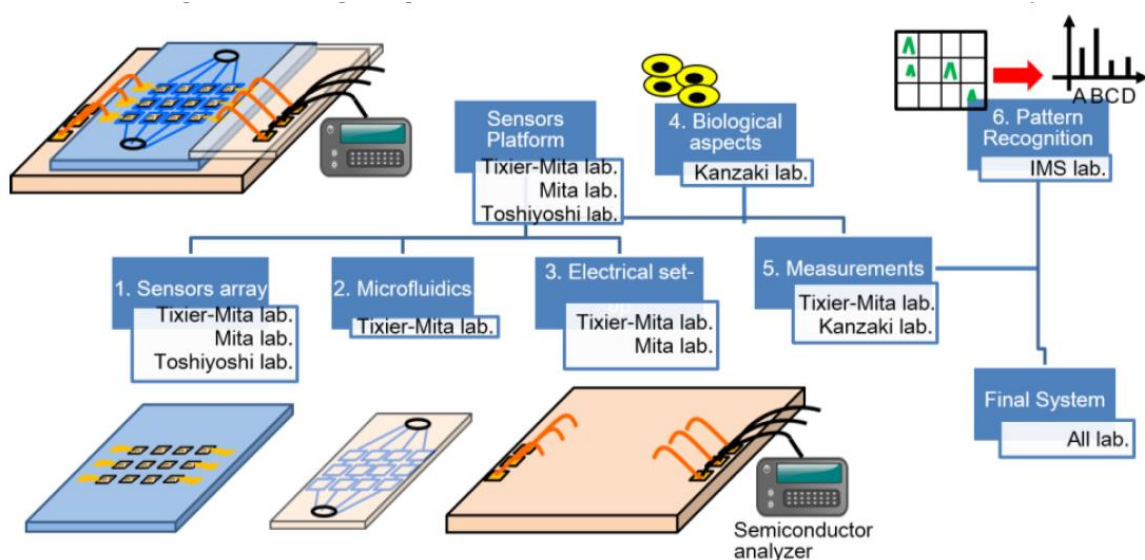 Sensors
Platform
Tixier-Mita lab.
Mita lab.
Toshiyoshi lab.
4. Biological
aspects
Kanzaki lab.
A B C D
6. Pattern
Recognition
IMS lab.
1. Sensors array
Tixier-Mita lab.
Mita lab.
Toshiyoshi lab.
2. Microfluidics
Tixier-Mita lab.
3. Electrical set-
Tixier-Mita lab.
Mita lab.
5. Measurements
Tixier-Mita lab.
Kanzaki lab.
Final System
All lab.
Semiconductor
analyzer